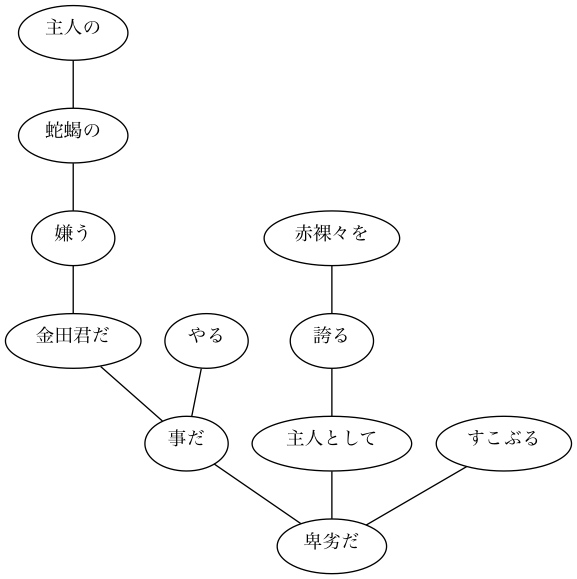 主人の
蛇蝎の
嫌う
赤裸々を
金田君だ
やる
誇る
事だ
主人として
すこぶる
卑劣だ